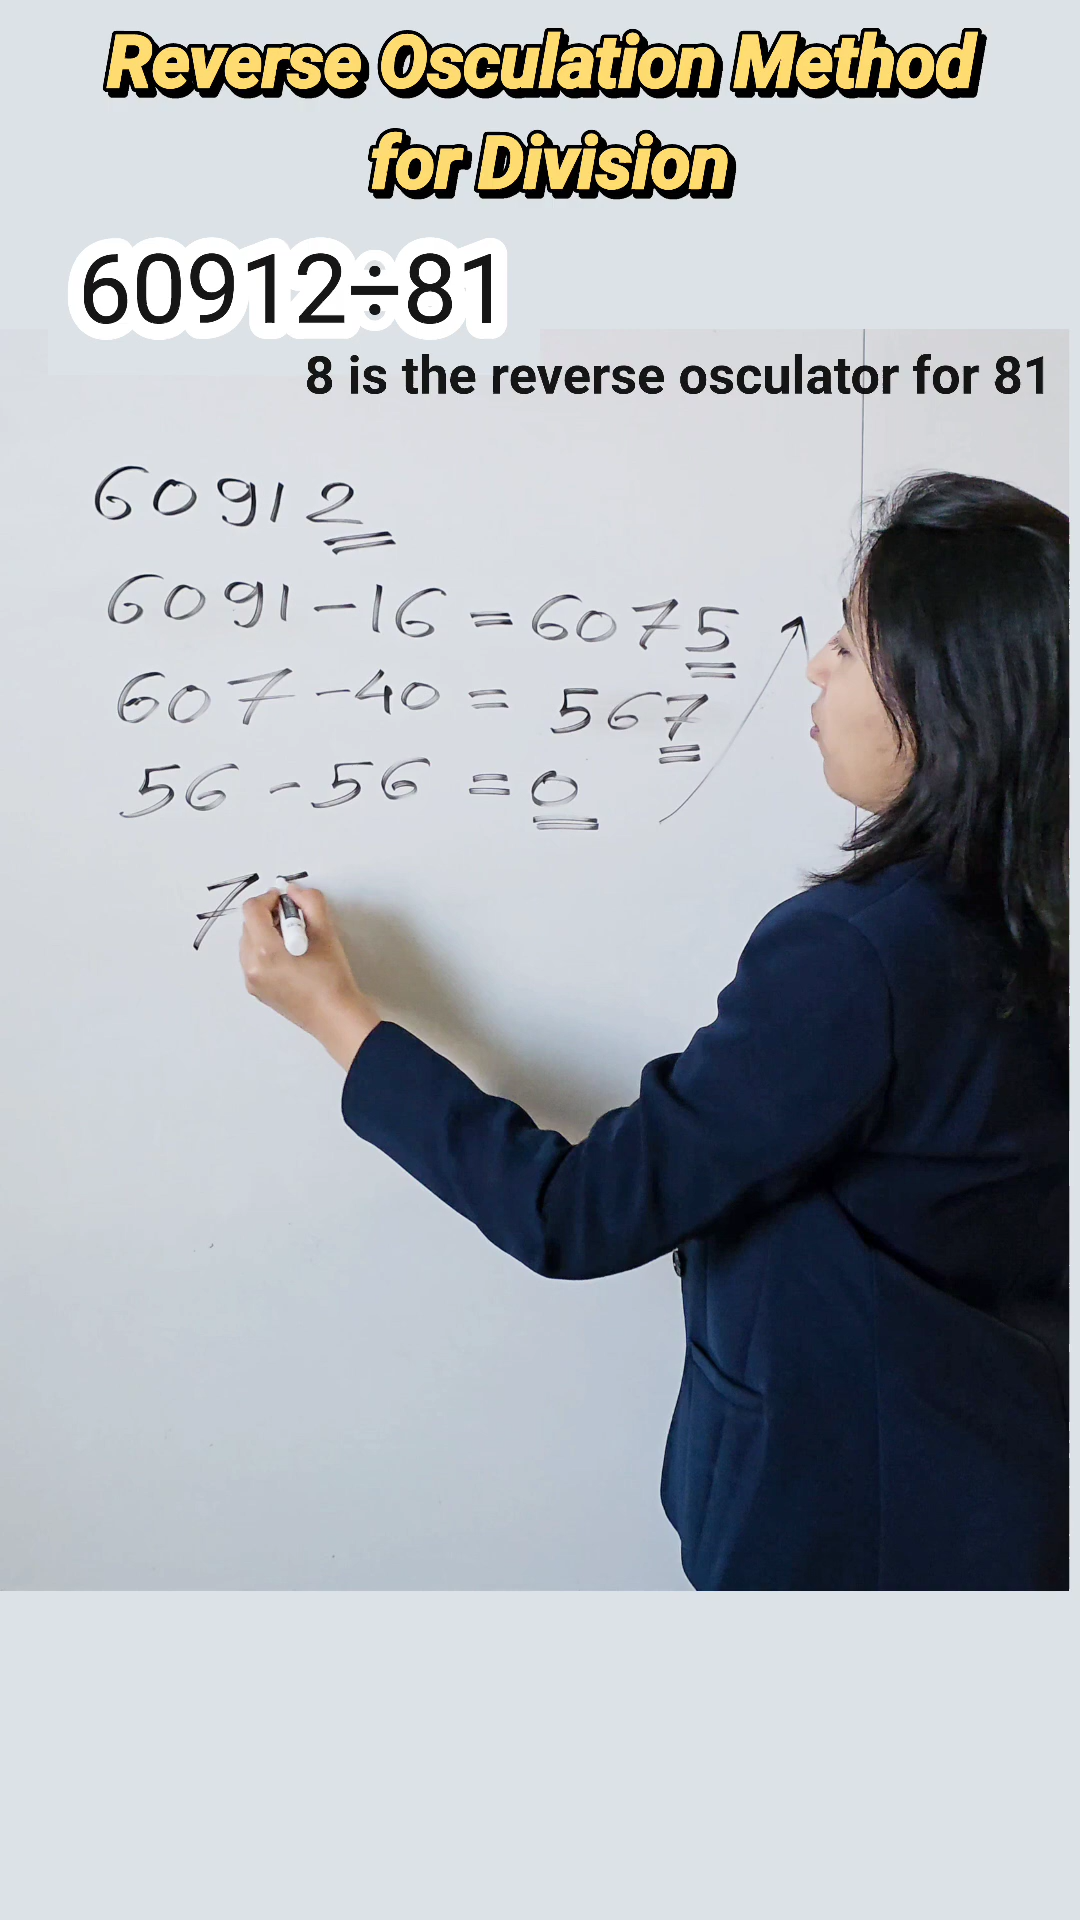 Reverse Osculation Method
for Division
60912÷81
8 is the reverse osculator for 81
60912
6091-16=6075
607-40= 567
56-56=0
7